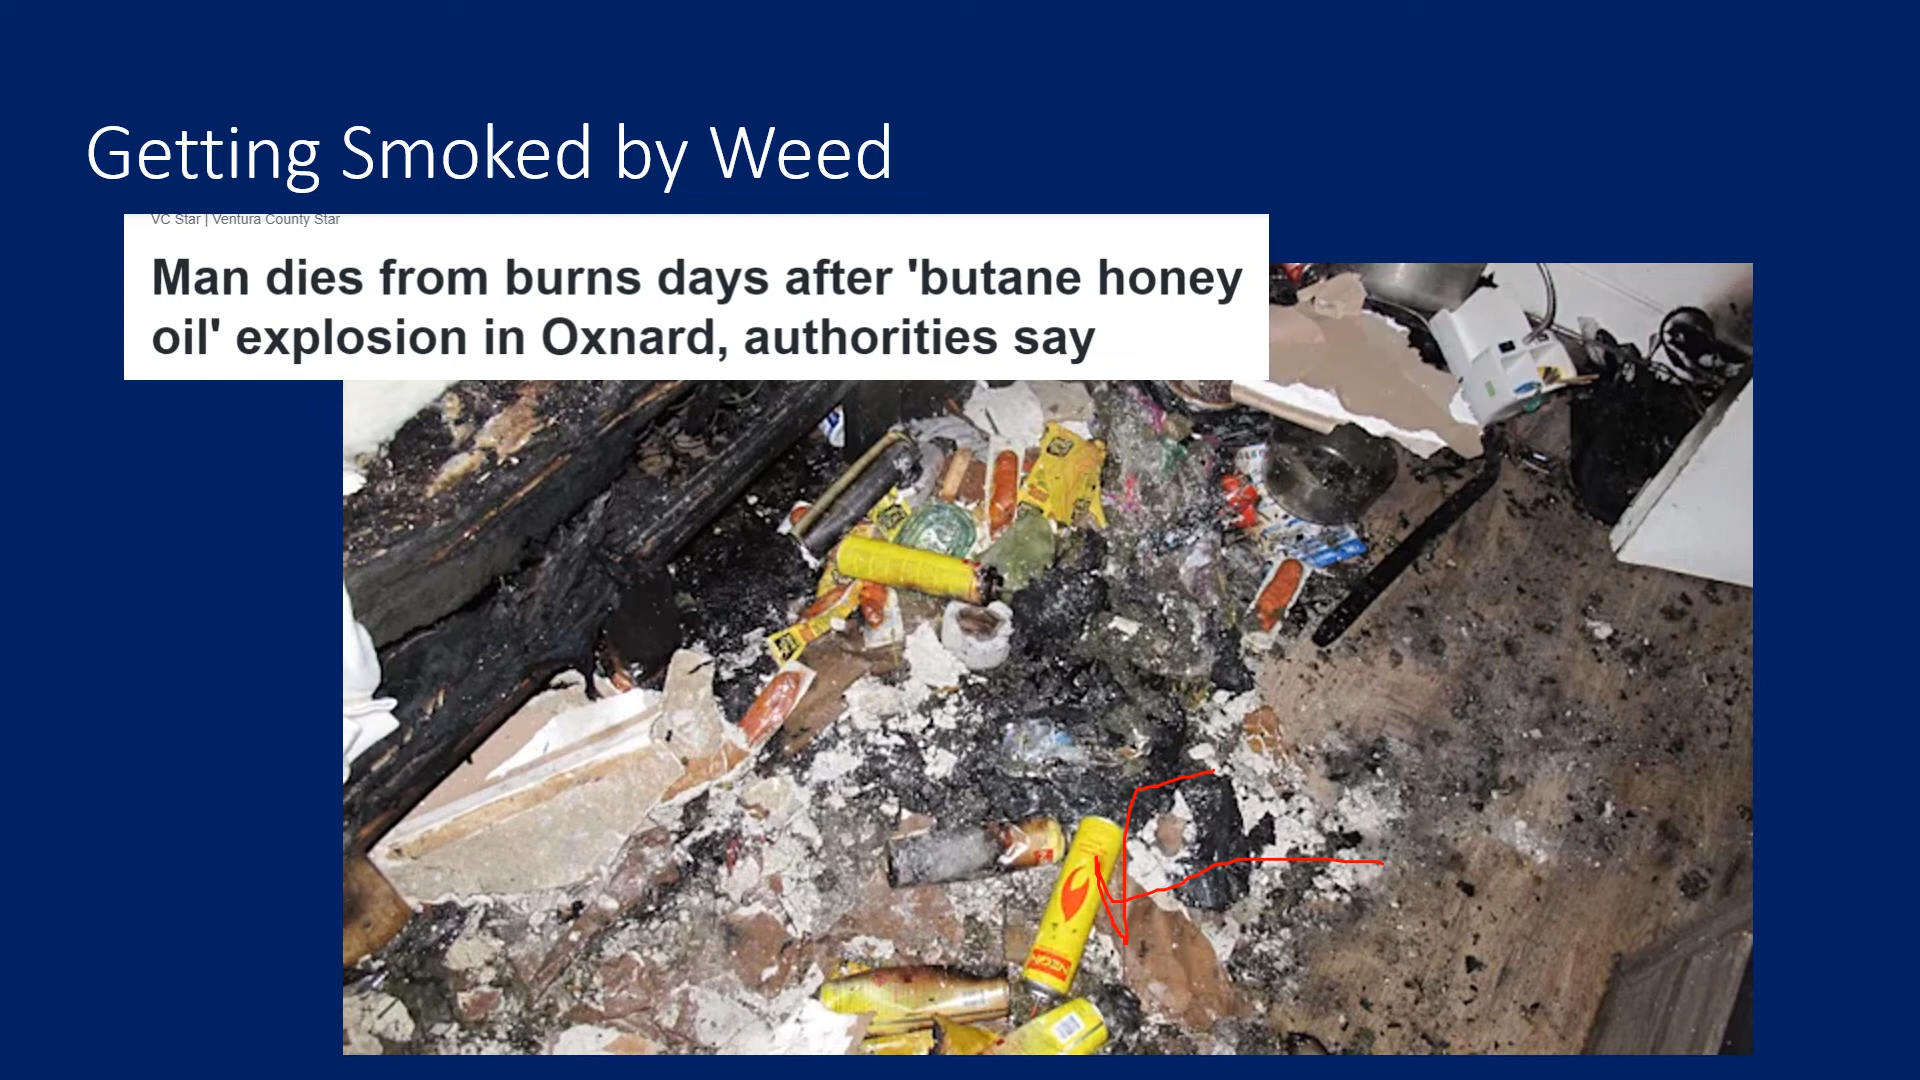 Getting Smoked by Weed
VC Star | Ventura County Star
Man dies from burns days after 'butane honey
oil' explosion in Oxnard, authorities say